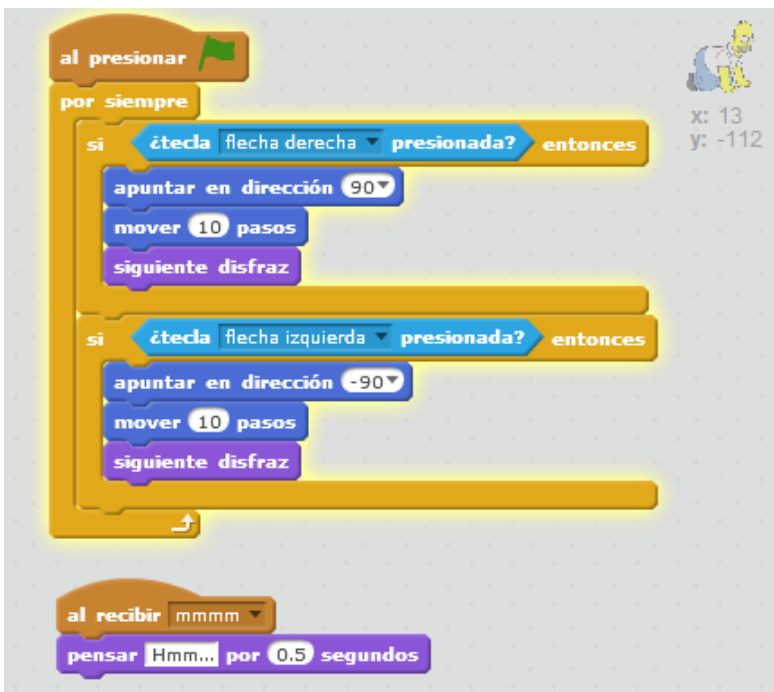 al presionar
por siempre
si ¿tecla flecha derecha presionada? entonces
apuntar en dirección 90
mover 10 pasos
siguiente disfraz
si ¿tecla flecha izquierda presionada? entonces
apuntar en dirección -90
mover 10 pasos
siguiente disfraz
al recibir mmmm
pensar Hmm... por 0.5 segundos
x: 13
y: -112